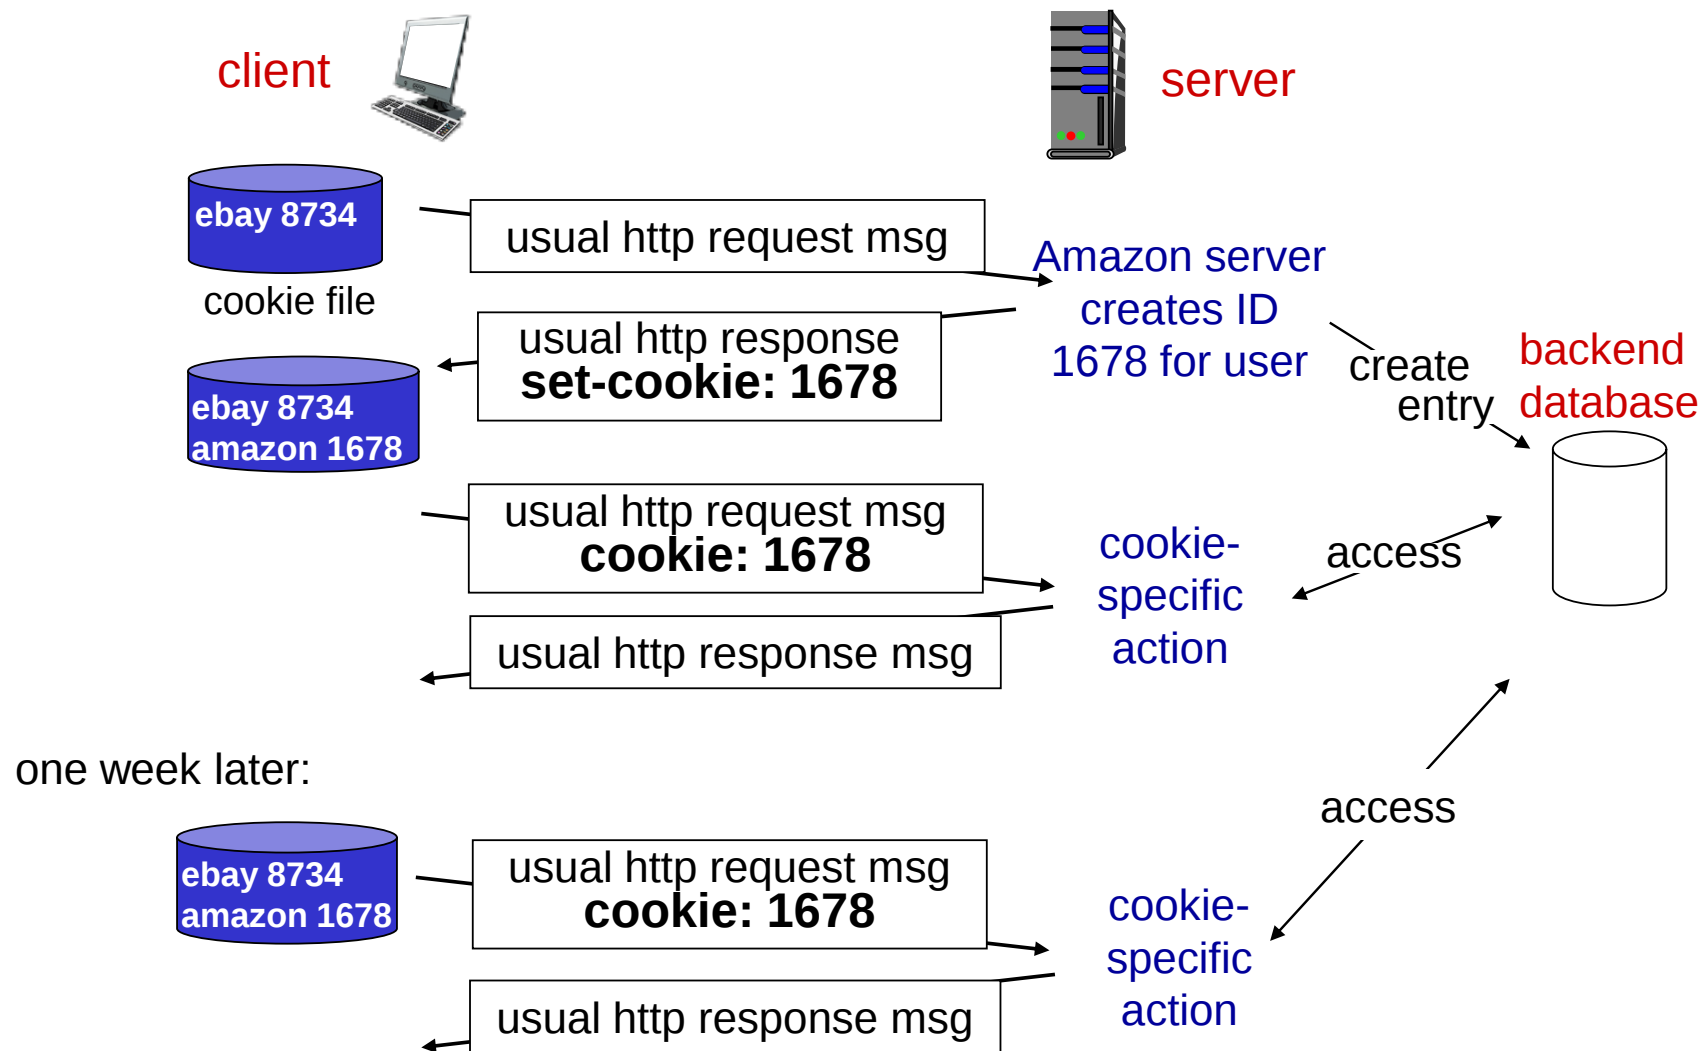 client
server
ebay 8734
cookie file
usual http request msg
Amazon server
creates ID
1678 for user
usual http response
set-cookie: 1678
create
entry
backend
database
ebay 8734
amazon 1678
usual http request msg
cookie: 1678
cookie-
specific
action
access
usual http response msg
one week later:
access
ebay 8734
amazon 1678
usual http request msg
cookie: 1678
cookie-
specific
action
usual http response msg